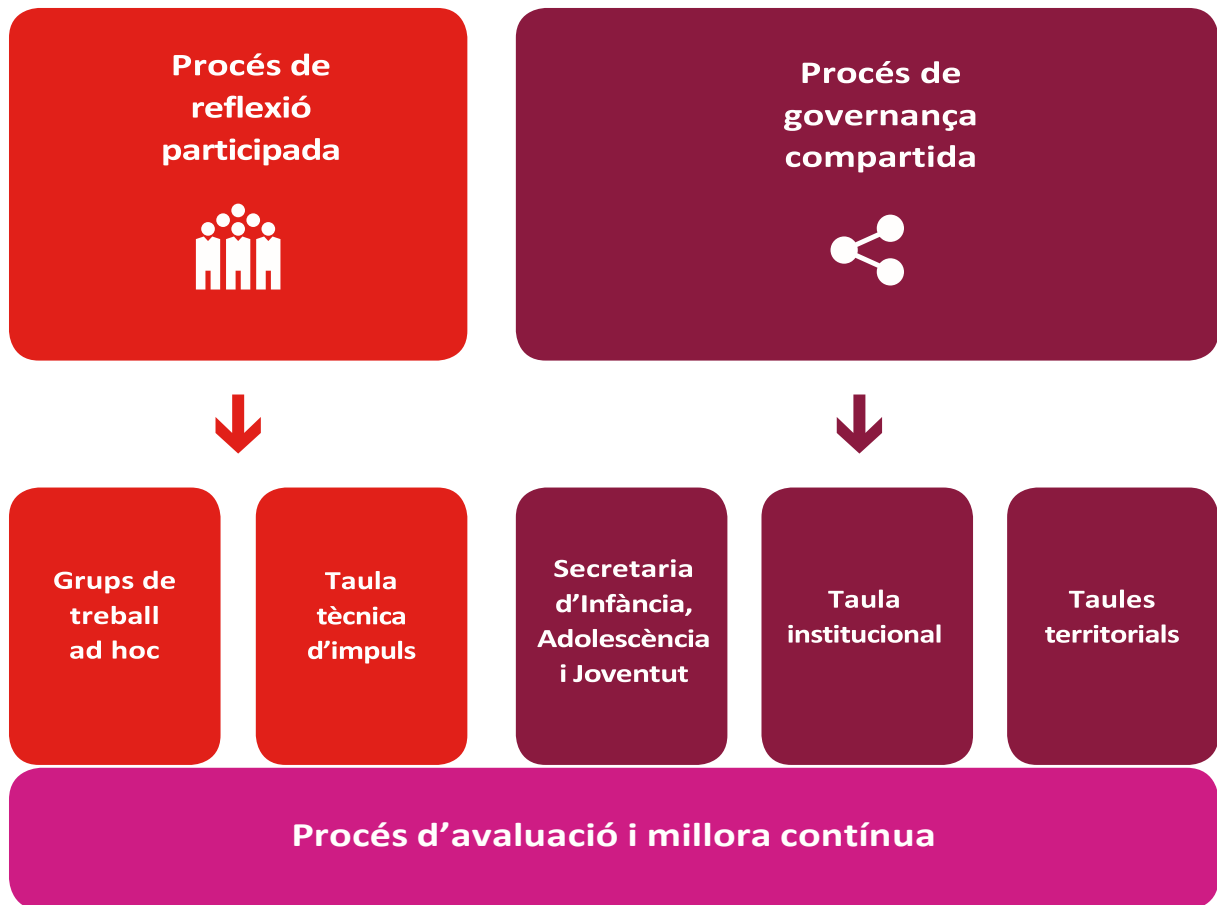 Procés de
reflexió
participada
Procés de
governança
compartida
Grups de
treball
ad hoc
Taula
tècnica
d’impuls
Secretaria
d’Infància,
Adolescència
i Joventut
Taula
institucional
Taules
territorials
Procés d’avaluació i millora contínua